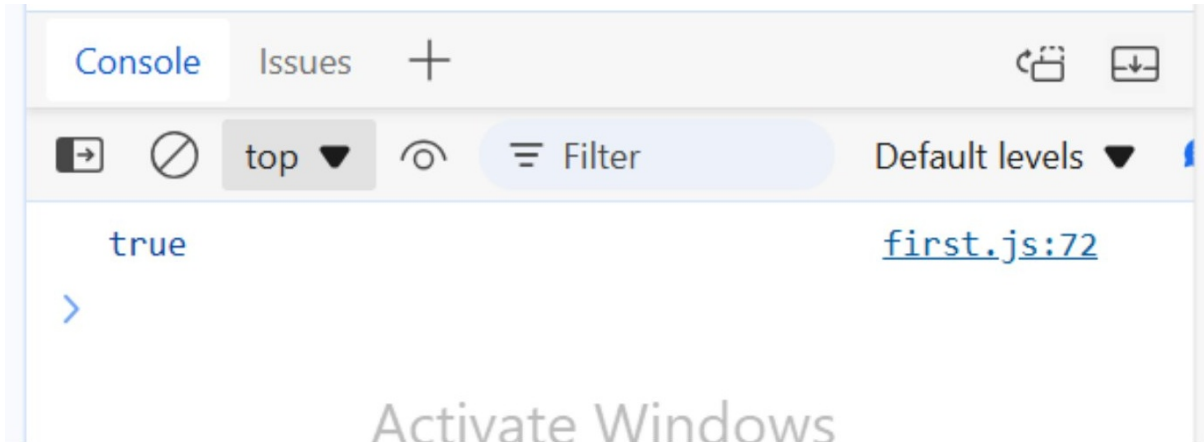 Console Issues
top Filter Default levels
true first.js:72
Activate Windows